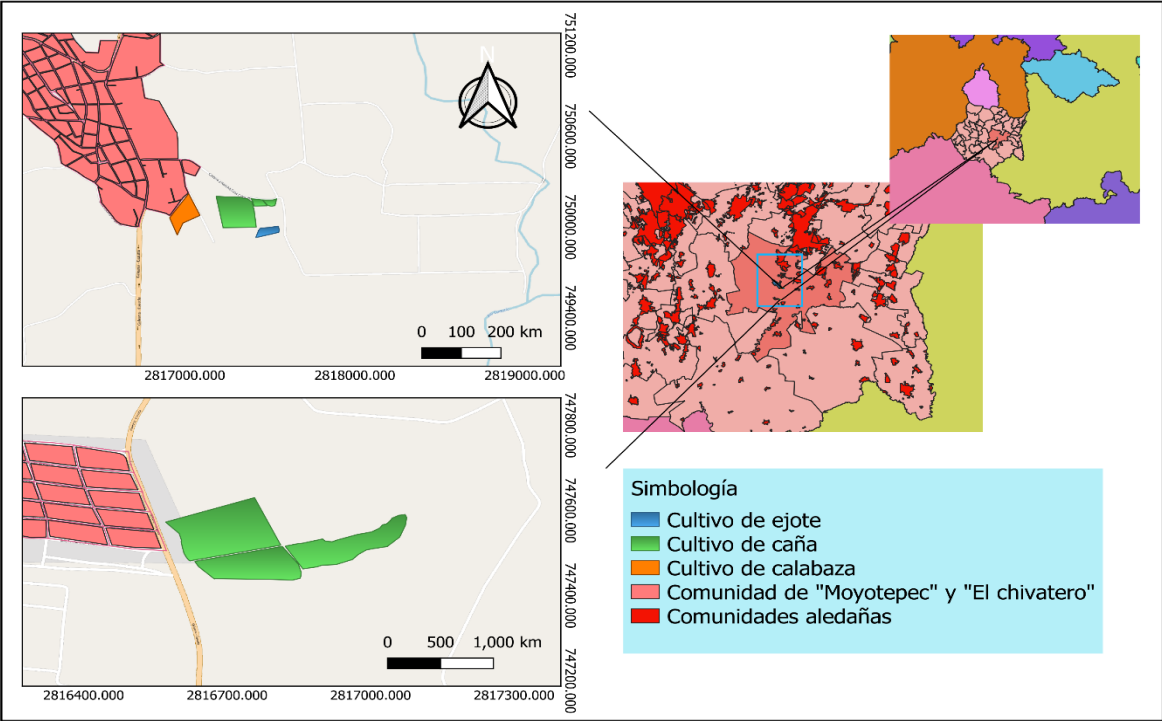 N
751200.000
750600.000
750000.000
749400.000
0 100 200 km
2817000.000 2818000.000 2819000.000
747800.000
747600.000
747400.000
747200.000
0 500 1,000 km
2816400.000 2816700.000 2817000.000 2817300.000
Simbología
Cultivo de ejote
Cultivo de caña
Cultivo de calabaza
Comunidad de "Moyotepec" y "El chivatero"
Comunidades aledañas